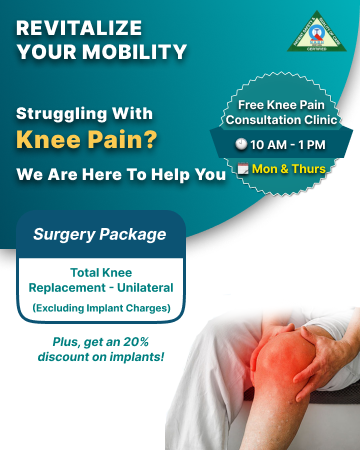 REVITALIZE
YOUR MOBILITY
CERTIFIED
Struggling With
Knee Pain?
We Are Here To Help You
Free Knee Pain
Consultation Clinic
10 AM - 1 PM
Mon & Thurs
Surgery Package
Total Knee
Replacement - Unilateral
(Excluding Implant Charges)
Plus, get an 20%
discount on implants!